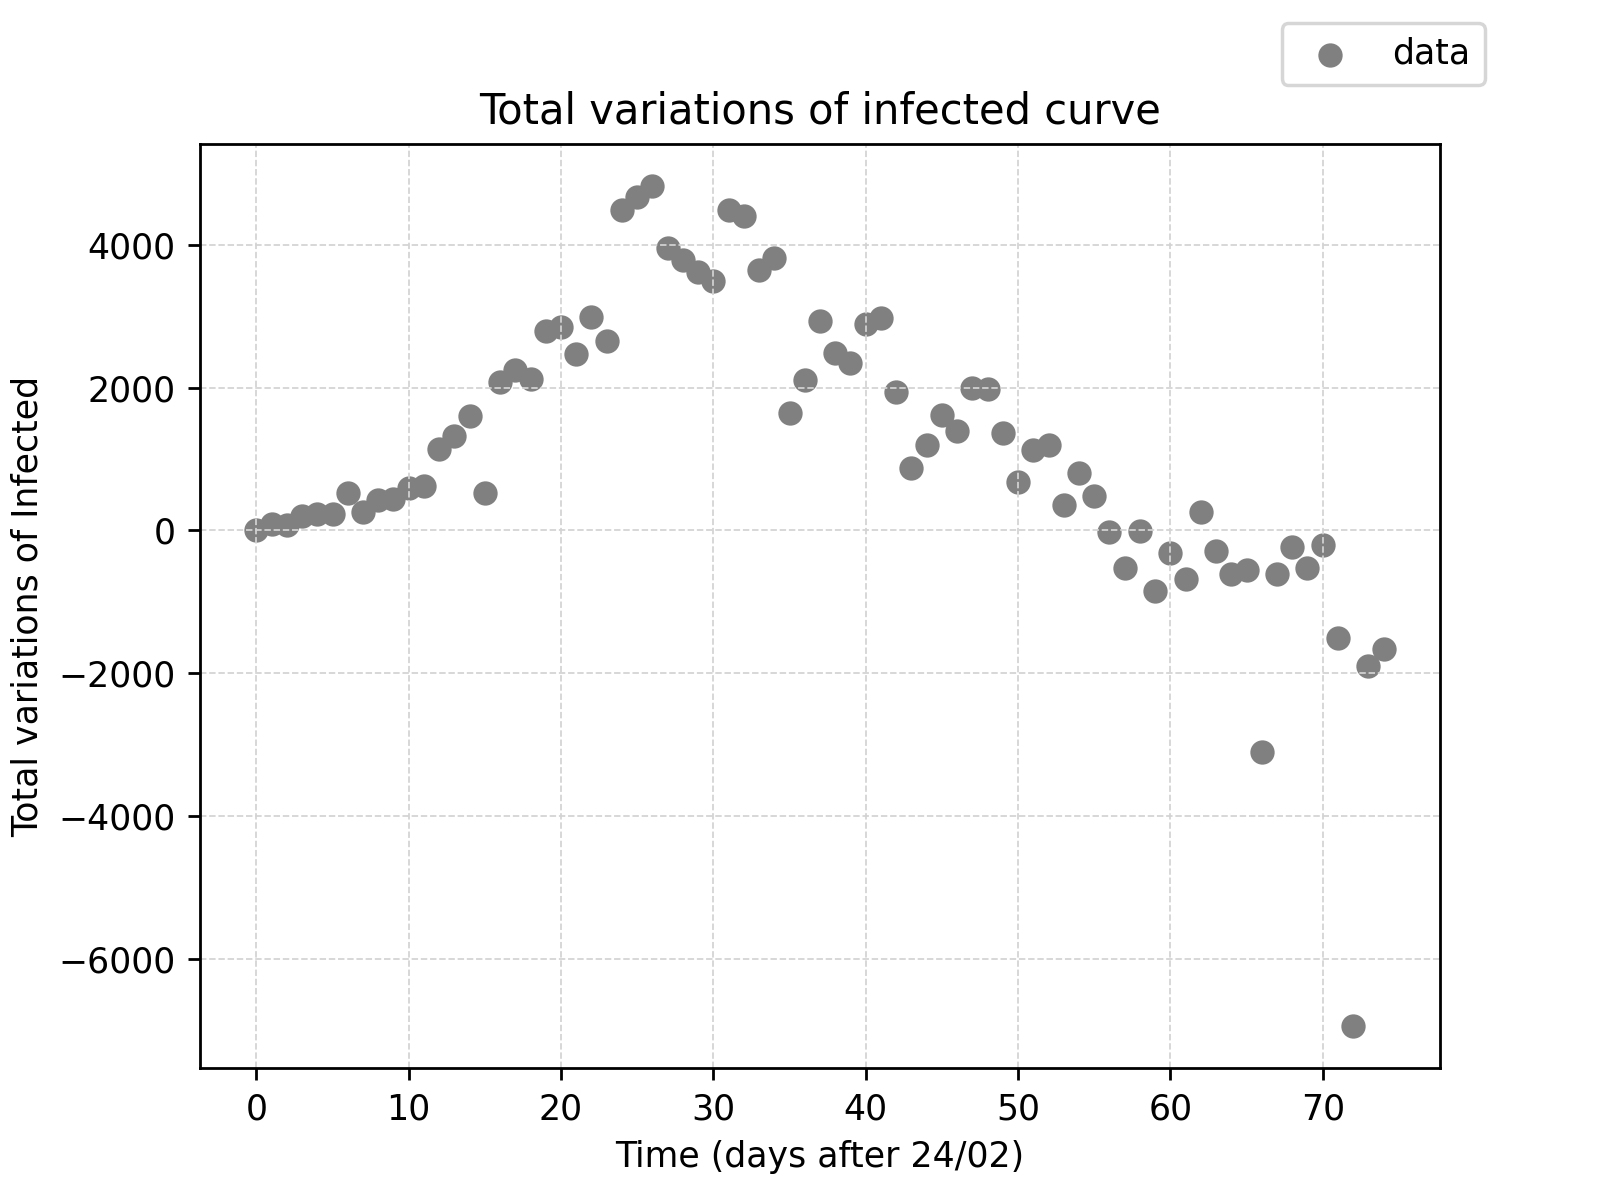 data
Total variations of infected curve
Total variations of Infected
4000
2000
0
−2000
−4000
−6000
0 10 20 30 40 50 60 70
Time (days after 24/02)